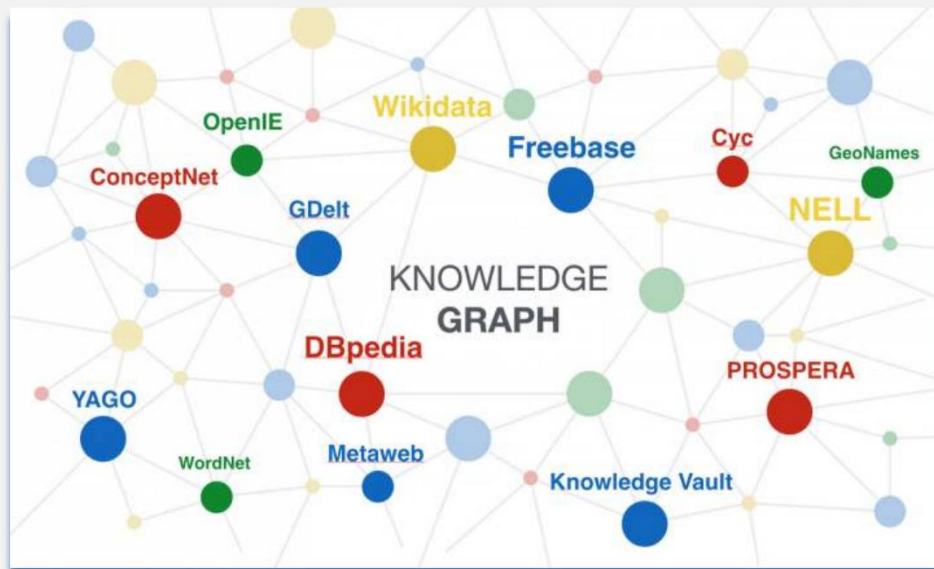 Wikidata
OpenIE
Freebase
Cyc
GeoNames
ConceptNet
GDelt
NELL
KNOWLEDGE
GRAPH
DBpedia
PROSPERA
YAGO
Metaweb
WordNet
Knowledge Vault